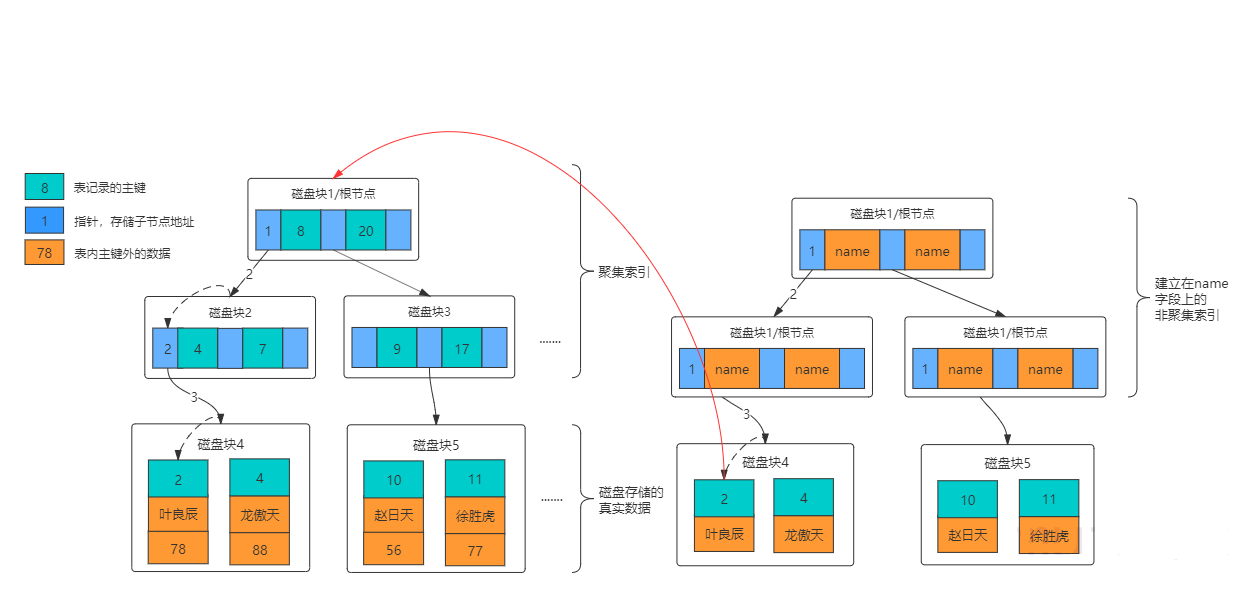 8
表记录的主键
1
指针，存储子节点地址
78
表内主键外的数据
磁盘块1/根节点
1
8
20
2
磁盘块2
2
4
7
磁盘块3
9
17
.......
聚集索引
3
磁盘块4
2
4
叶良辰
龙傲天
78
88
磁盘块5
10
11
赵日天
徐胜虎
56
77
.......
磁盘存储的
真实数据
磁盘块1/根节点
1
name
name
2
磁盘块1/根节点
1
name
name
磁盘块1/根节点
1
name
name
建立在name
字段上的
非聚集索引
3
磁盘块4
2
4
叶良辰
龙傲天
磁盘块5
10
11
赵日天
徐胜虎